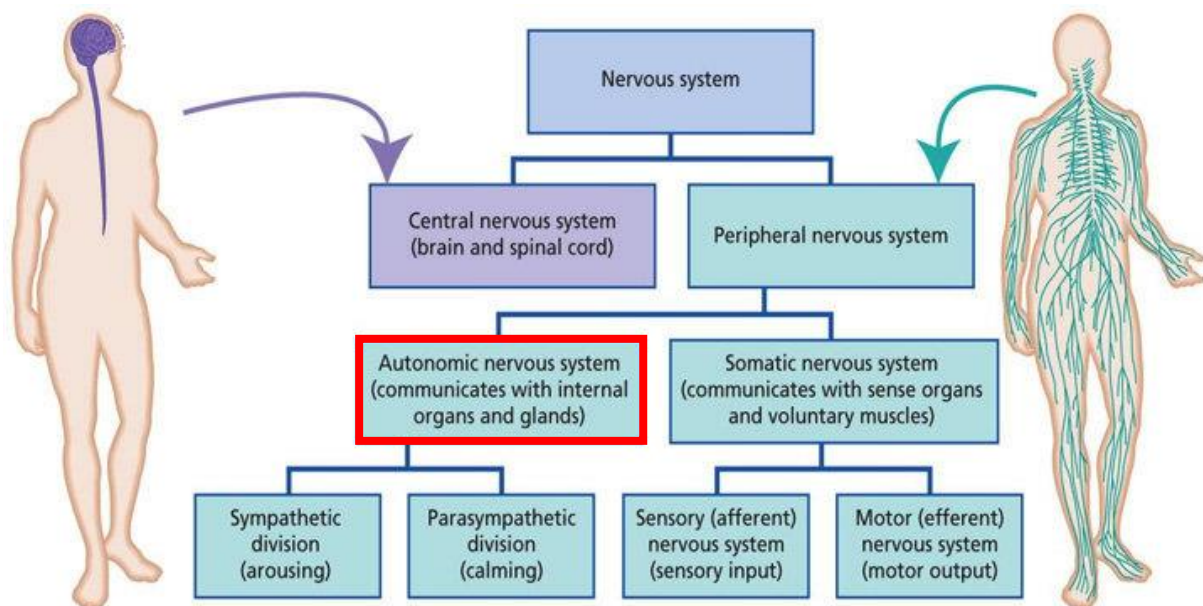 Nervous system
Central nervous system
(brain and spinal cord)
Peripheral nervous system
Autonomic nervous system
(communicates with internal
organs and glands)
Somatic nervous system
(communicates with sense organs
and voluntary muscles)
Sympathetic
division
(arousing)
Parasympathetic
division
(calming)
Sensory (afferent)
nervous system
(sensory input)
Motor (efferent)
nervous system
(motor output)